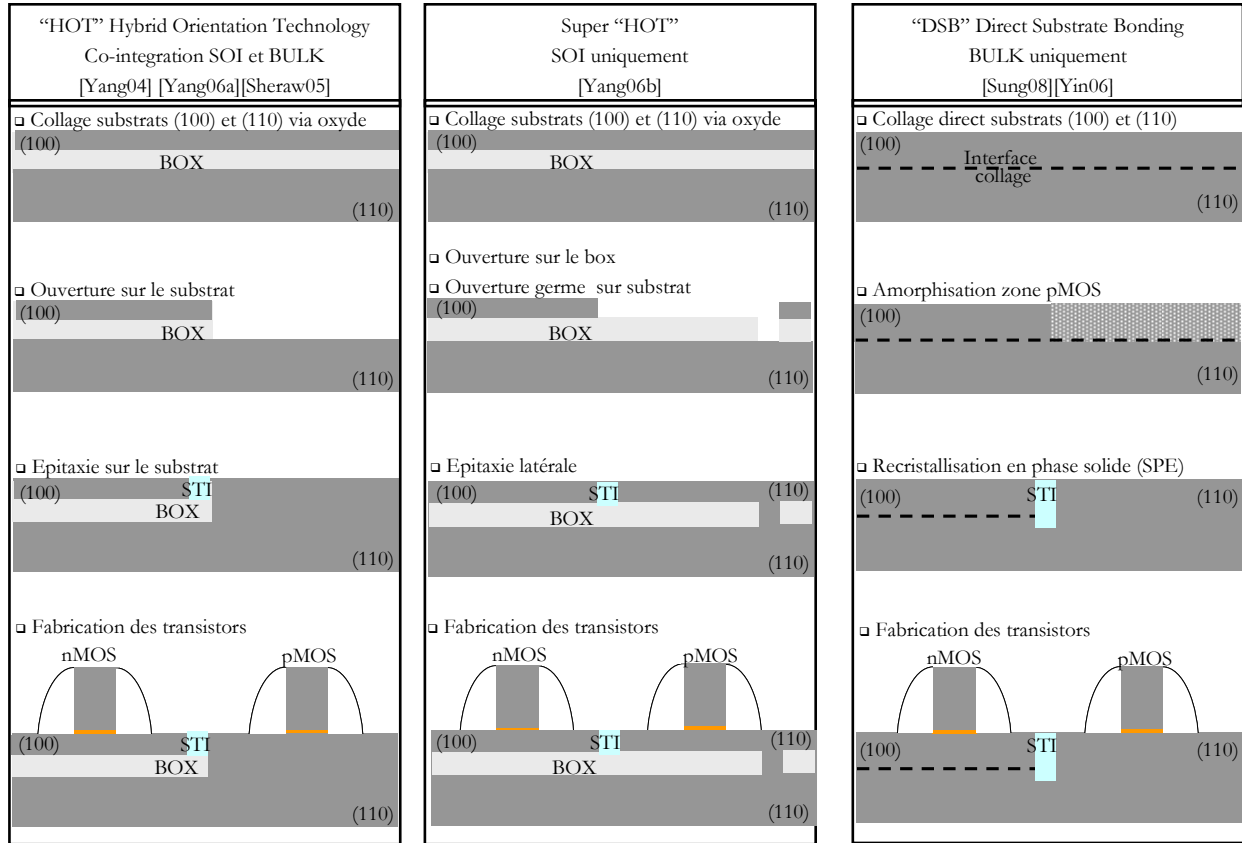 “HOT” Hybrid Orientation Technology
Co-integration SOI et BULK
[Yang04] [Yang06a][Sheraw05]
❑ Collage substrats (100) et (110) via oxyde
(100)
BOX
(110)
❑ Ouverture sur le substrat
(100)
BOX
(110)
❑ Epitaxie sur le substrat
(100)
STI
BOX
(110)
❑ Fabrication des transistors
nMOS
pMOS
(100)
STI
BOX
(110)
Super “HOT”
SOI uniquement
[Yang06b]
❑ Collage substrats (100) et (110) via oxyde
(100)
BOX
(110)
❑ Ouverture sur le box
❑ Ouverture germe sur substrat
(100)
BOX
(110)
❑ Epitaxie latérale
(100)
STI
(110)
BOX
(110)
❑ Fabrication des transistors
nMOS
pMOS
(100)
STI
(110)
BOX
(110)
“DSB” Direct Substrate Bonding
BULK uniquement
[Sung08][Yin06]
❑ Collage direct substrats (100) et (110)
(100)
Interface
collage
(110)
❑ Amorphisation zone pMOS
(100)
(110)
❑ Recristallisation en phase solide (SPE)
(100)
STI
(110)
❑ Fabrication des transistors
nMOS
pMOS
(100)
STI
(110)